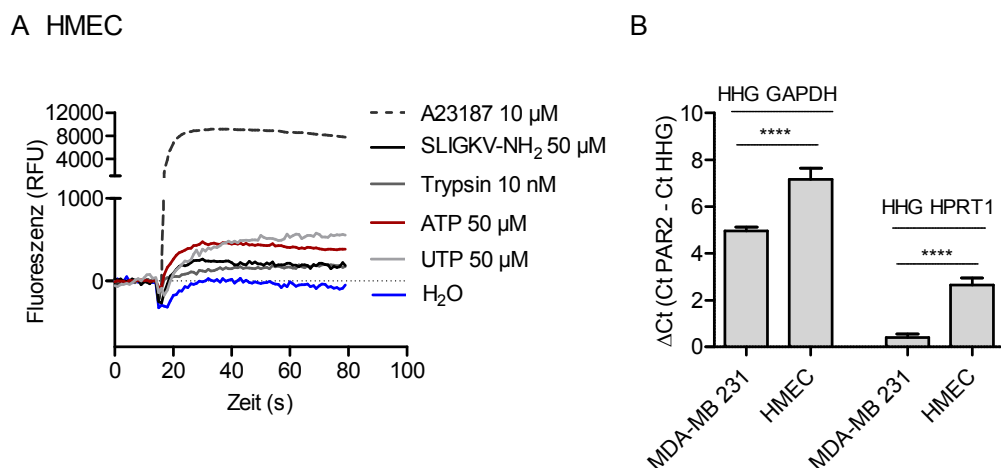 A HMEC
Fluoreszenz (RFU)
12000
8000
4000
1000
0
0 20 40 60 80 100
Zeit (s)
A23187 10 µM
SLIGKV-NH₂ 50 µM
Trypsin 10 nM
ATP 50 µM
UTP 50 µM
H₂O
B
ΔCt (Ct PAR2 - Ct HHG)
10
8
6
4
2
0
HHG GAPDH
****
HHG HPRT1
****
MDA-MB 231
HMEC
MDA-MB 231
HMEC